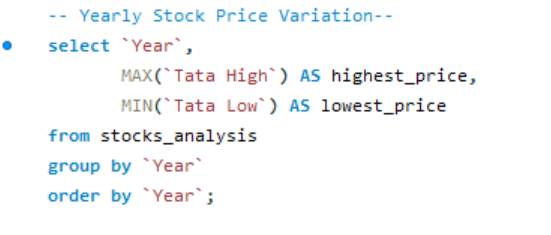 -- Yearly Stock Price Variation--
select `Year`,
MAX(`Tata High`) AS highest_price,
MIN(`Tata Low`) AS lowest_price
from stocks_analysis
group by `Year`
order by `Year`;